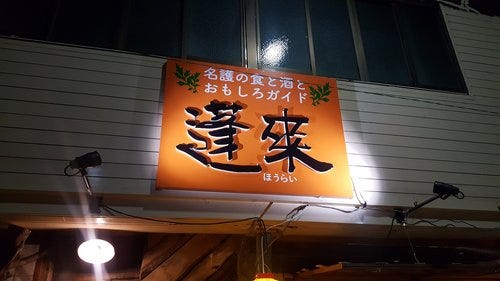 名護の食と酒と
おもしろガイド
蓬来
ほうらい